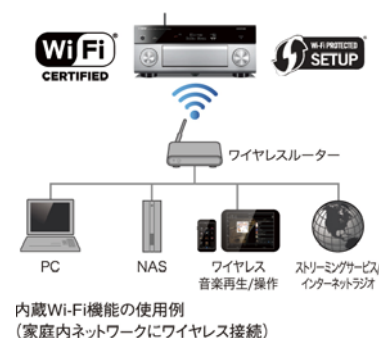 Wi Fi
CERTIFIED
WI-FI PROTECTED
SETUP
ワイヤレスルーター
PC
NAS
ワイヤレス
音楽再生/操作
ストリーミングサービス/
インターネットラジオ
内蔵Wi-Fi機能の使用例
(家庭内ネットワークにワイヤレス接続)